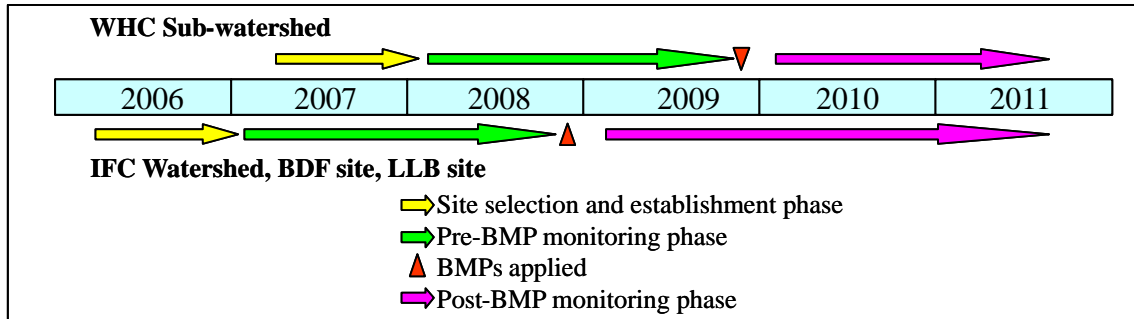 WHC Sub-watershed
2006 2007 2008 2009 2010 2011
IFC Watershed, BDF site, LLB site
Site selection and establishment phase
Pre-BMP monitoring phase
BMPs applied
Post-BMP monitoring phase